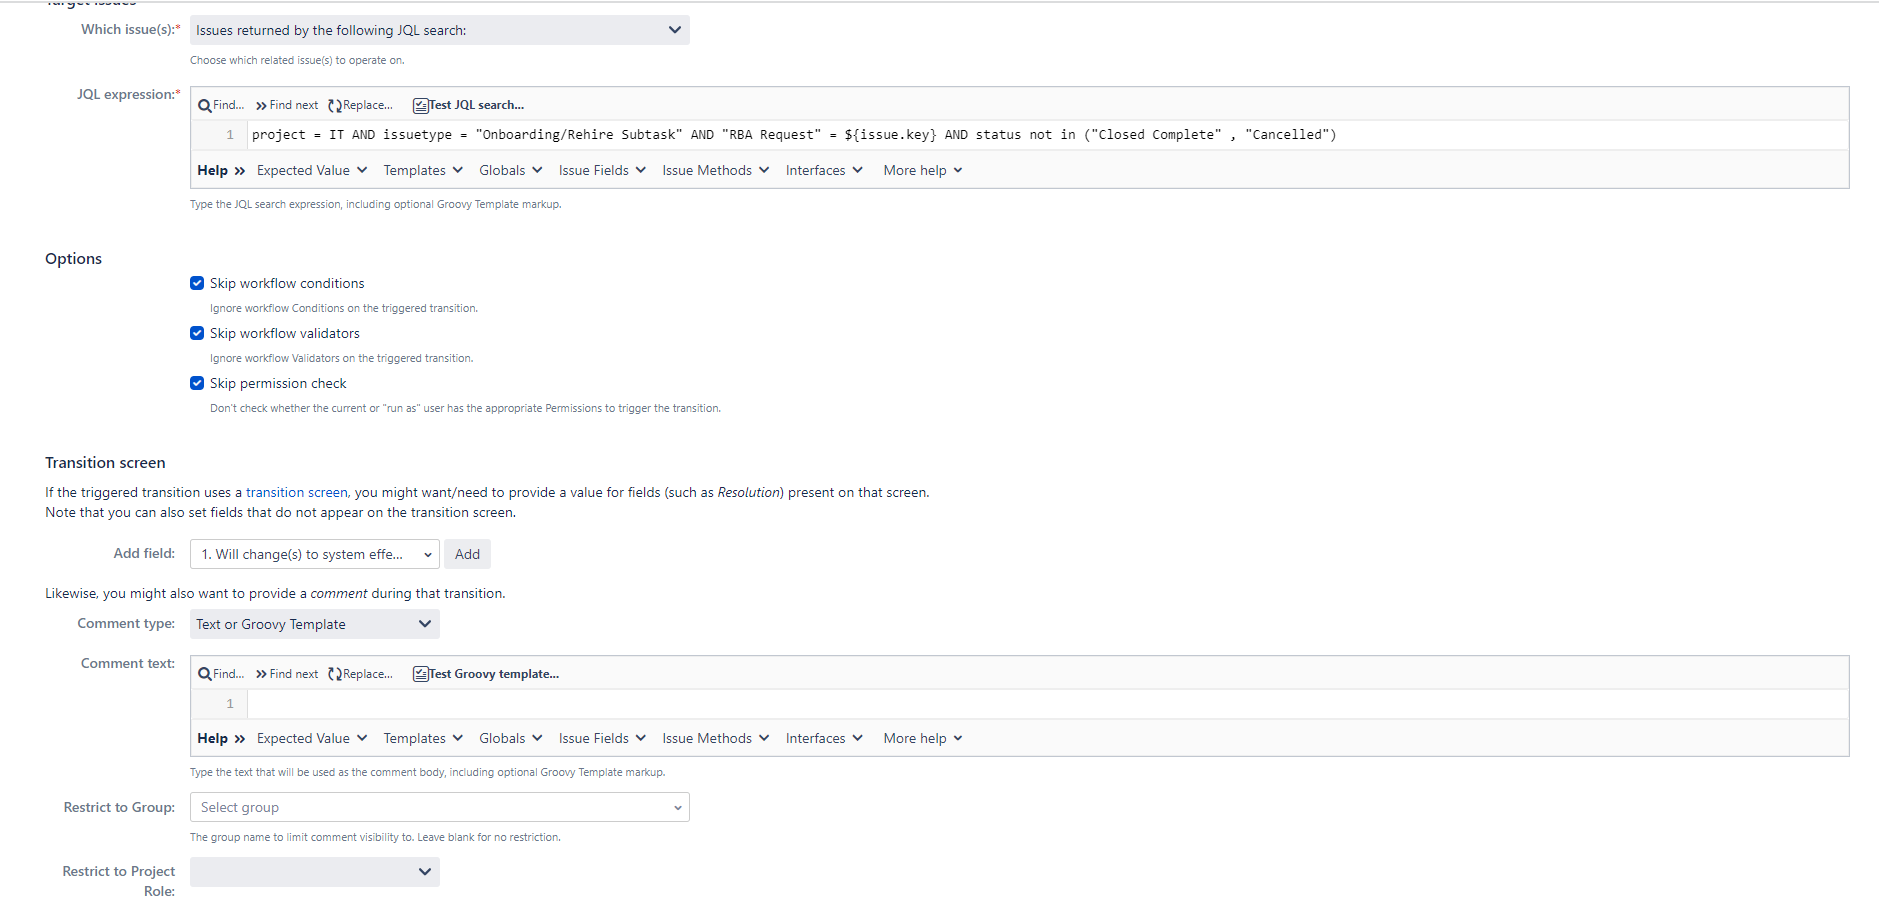 Target issues
Which issue(s):*
Issues returned by the following JQL search:
Choose which related issue(s) to operate on.
JQL expression:*
Find... Find next Replace... Test JQL search...
1 project = IT AND issuetype = "Onboarding/Rehire Subtask" AND "RBA Request" = ${issue.key} AND status not in ("Closed Complete" , "Cancelled")
Help Expected Value Templates Globals Issue Fields Issue Methods Interfaces More help
Type the JQL search expression, including optional Groovy Template markup.
Options
Skip workflow conditions
Ignore workflow Conditions on the triggered transition.
Skip workflow validators
Ignore workflow Validators on the triggered transition.
Skip permission check
Don't check whether the current or "run as" user has the appropriate Permissions to trigger the transition.
Transition screen
If the triggered transition uses a transition screen, you might want/need to provide a value for fields (such as Resolution) present on that screen.
Note that you can also set fields that do not appear on the transition screen.
Add field: 1. Will change(s) to system effe... Add
Likewise, you might also want to provide a comment during that transition.
Comment type: Text or Groovy Template
Comment text:
Find... Find next Replace... Test Groovy template...
1
Help Expected Value Templates Globals Issue Fields Issue Methods Interfaces More help
Type the text that will be used as the comment body, including optional Groovy Template markup.
Restrict to Group: Select group
The group name to limit comment visibility to. Leave blank for no restriction.
Restrict to Project
Role: